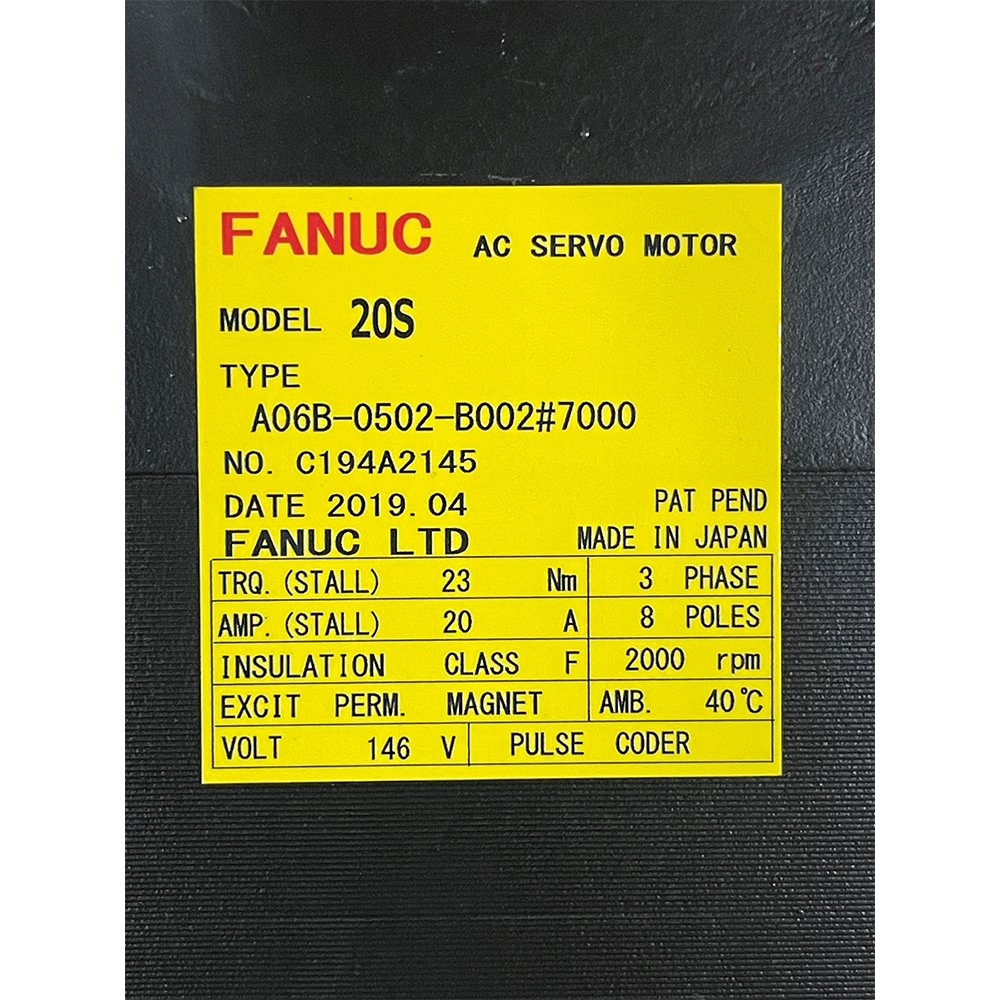 FANUC AC SERVO MOTOR
MODEL 20S
TYPE
A06B-0502-B002#7000
NO. C194A2145
DATE 2019.04 PAT PEND
FANUC LTD MADE IN JAPAN
TRQ. (STALL) 23 Nm 3 PHASE
AMP. (STALL) 20 A 8 POLES
INSULATION CLASS F 2000 rpm
EXCIT PERM. MAGNET AMB. 40℃
VOLT 146 V PULSE CODER